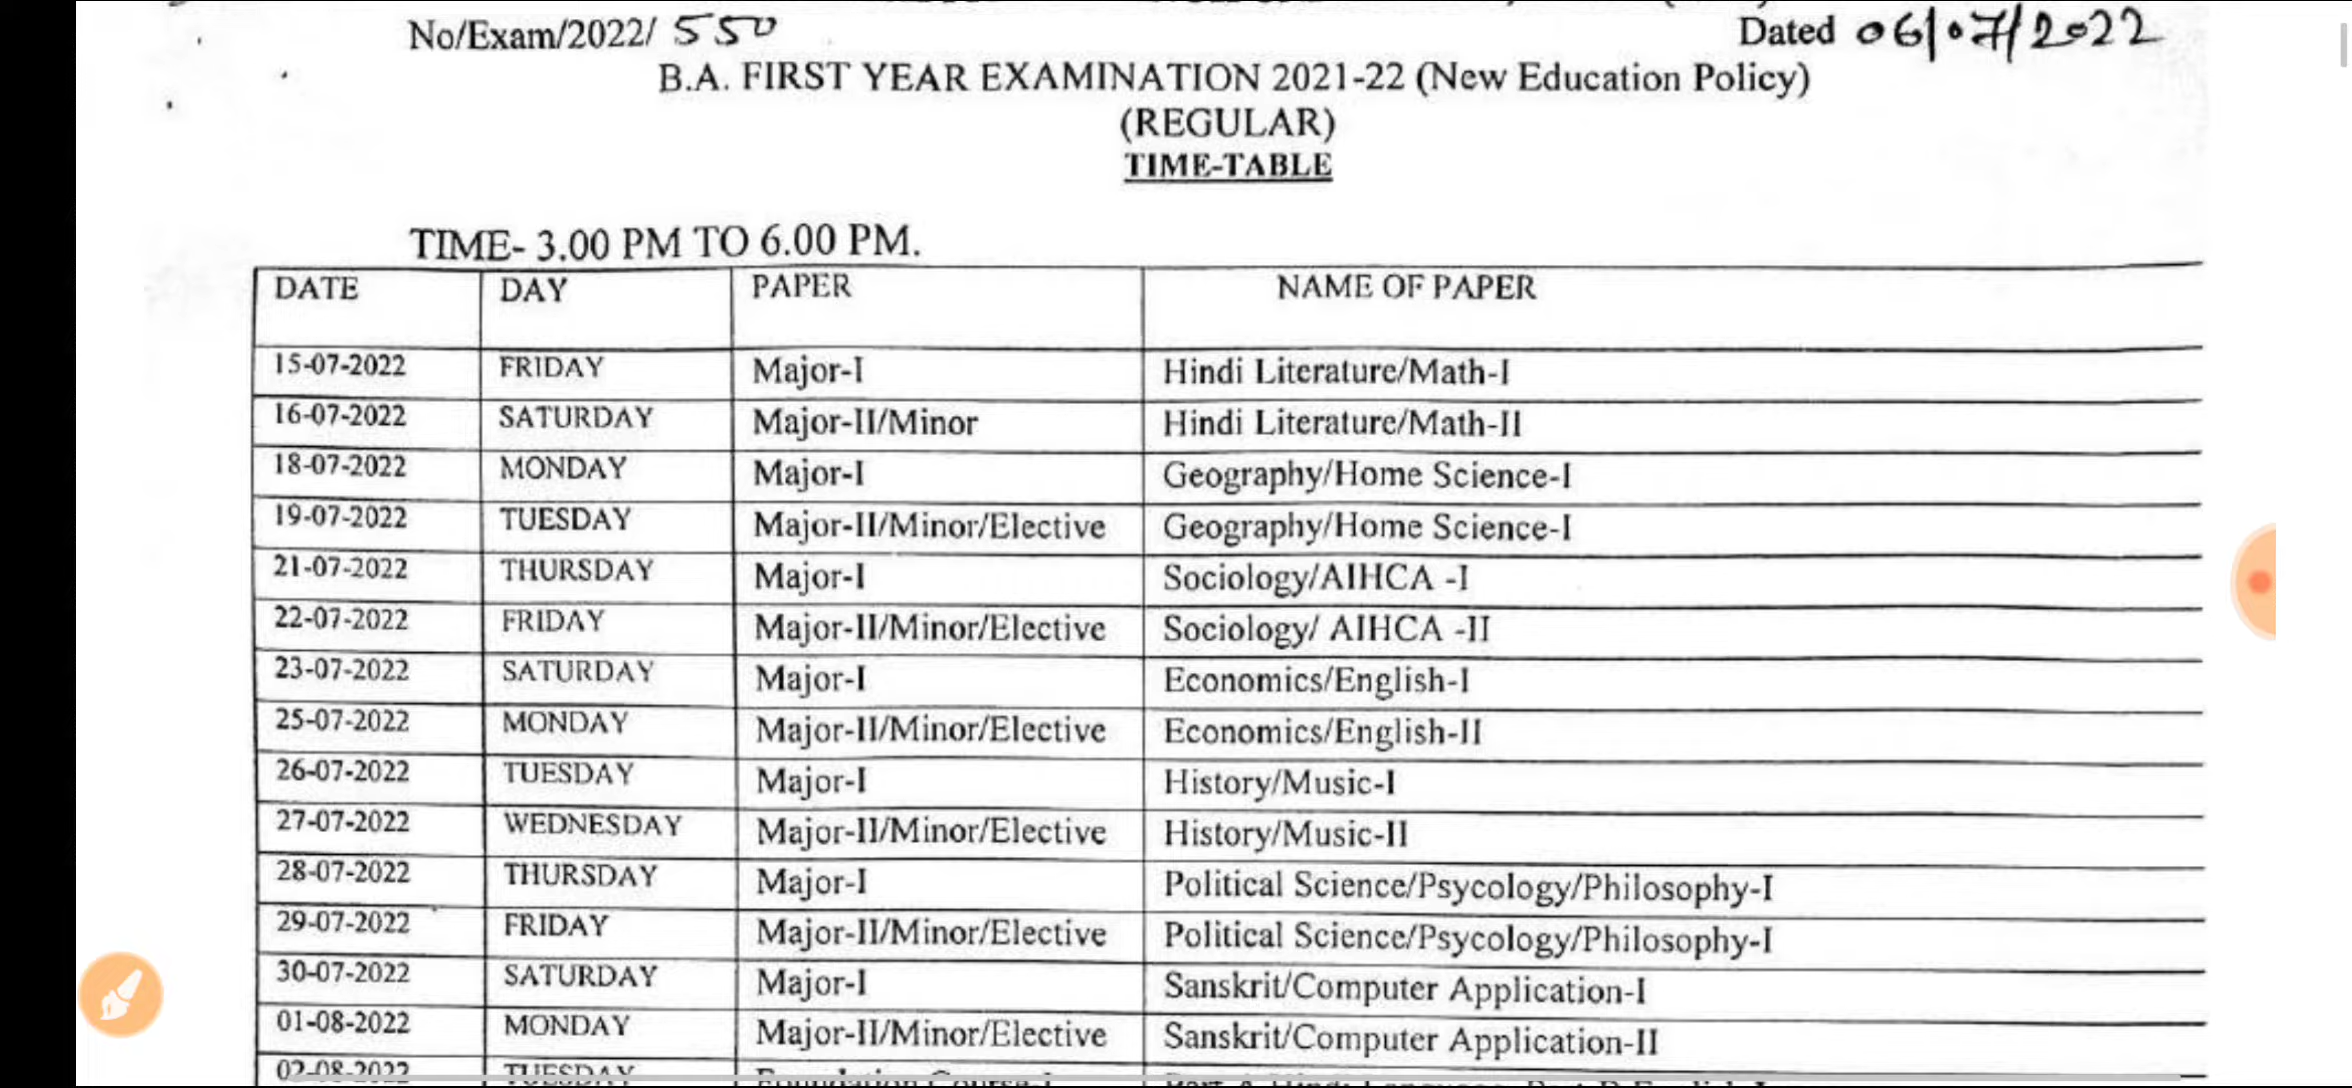 No/Exam/2022/ 550 Dated 06/07/2022
B.A. FIRST YEAR EXAMINATION 2021-22 (New Education Policy)
(REGULAR)
TIME-TABLE
TIME- 3.00 PM TO 6.00 PM.
DATE DAY PAPER NAME OF PAPER
15-07-2022 FRIDAY Major-I Hindi Literature/Math-I
16-07-2022 SATURDAY Major-II/Minor Hindi Literature/Math-II
18-07-2022 MONDAY Major-I Geography/Home Science-I
19-07-2022 TUESDAY Major-II/Minor/Elective Geography/Home Science-I
21-07-2022 THURSDAY Major-I Sociology/AIHCA -I
22-07-2022 FRIDAY Major-II/Minor/Elective Sociology/ AIHCA -II
23-07-2022 SATURDAY Major-I Economics/English-I
25-07-2022 MONDAY Major-II/Minor/Elective Economics/English-II
26-07-2022 TUESDAY Major-I History/Music-I
27-07-2022 WEDNESDAY Major-II/Minor/Elective History/Music-II
28-07-2022 THURSDAY Major-I Political Science/Psycology/Philosophy-I
29-07-2022 FRIDAY Major-II/Minor/Elective Political Science/Psycology/Philosophy-I
30-07-2022 SATURDAY Major-I Sanskrit/Computer Application-I
01-08-2022 MONDAY Major-II/Minor/Elective Sanskrit/Computer Application-II
02-08-2022 TUESDAY Foundation Course-I